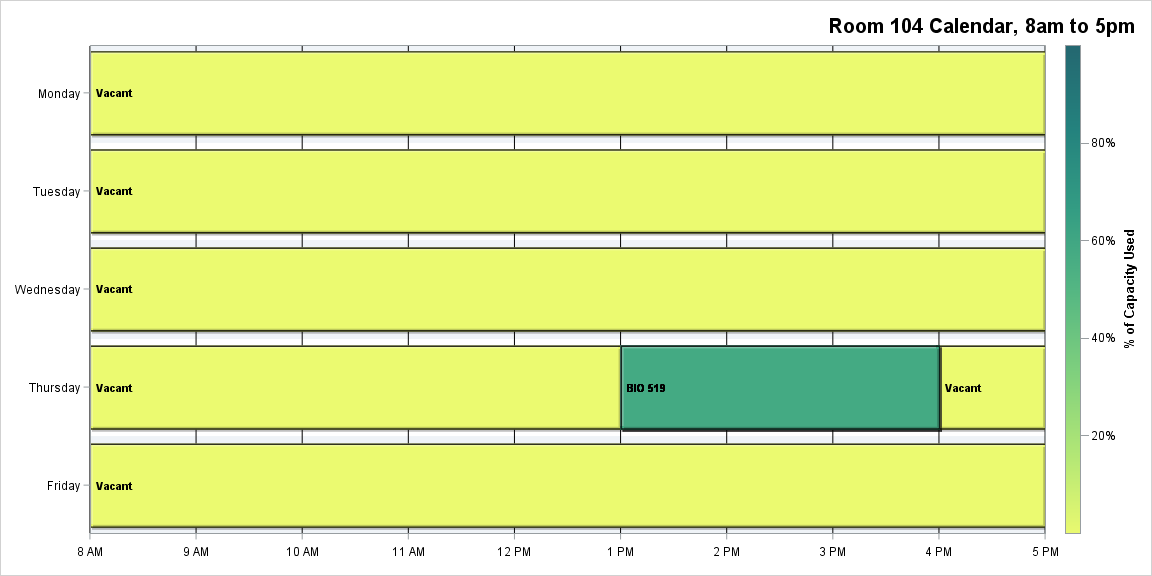 Room 104 Calendar, 8am to 5pm
Monday
Vacant
Tuesday
Vacant
Wednesday
Vacant
Thursday
Vacant
BIO 519
Vacant
Friday
Vacant
8 AM
9 AM
10 AM
11 AM
12 PM
1 PM
2 PM
3 PM
4 PM
5 PM
80%
60%
40%
20%
% of Capacity Used